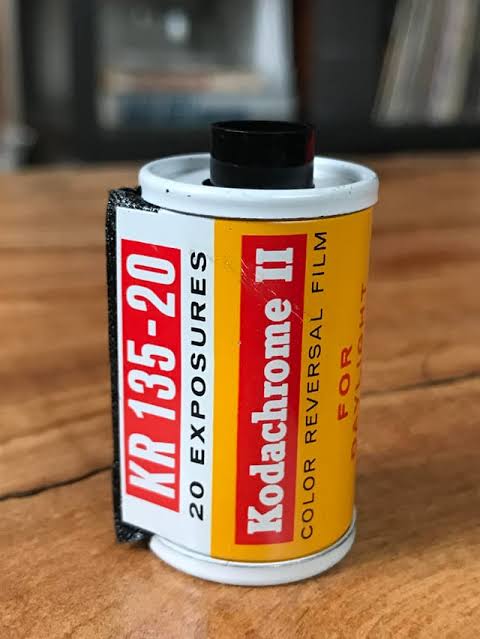 KR 135-20
20 EXPOSURES
Kodachrome II
COLOR REVERSAL FILM
FOR
DAYLIGHT